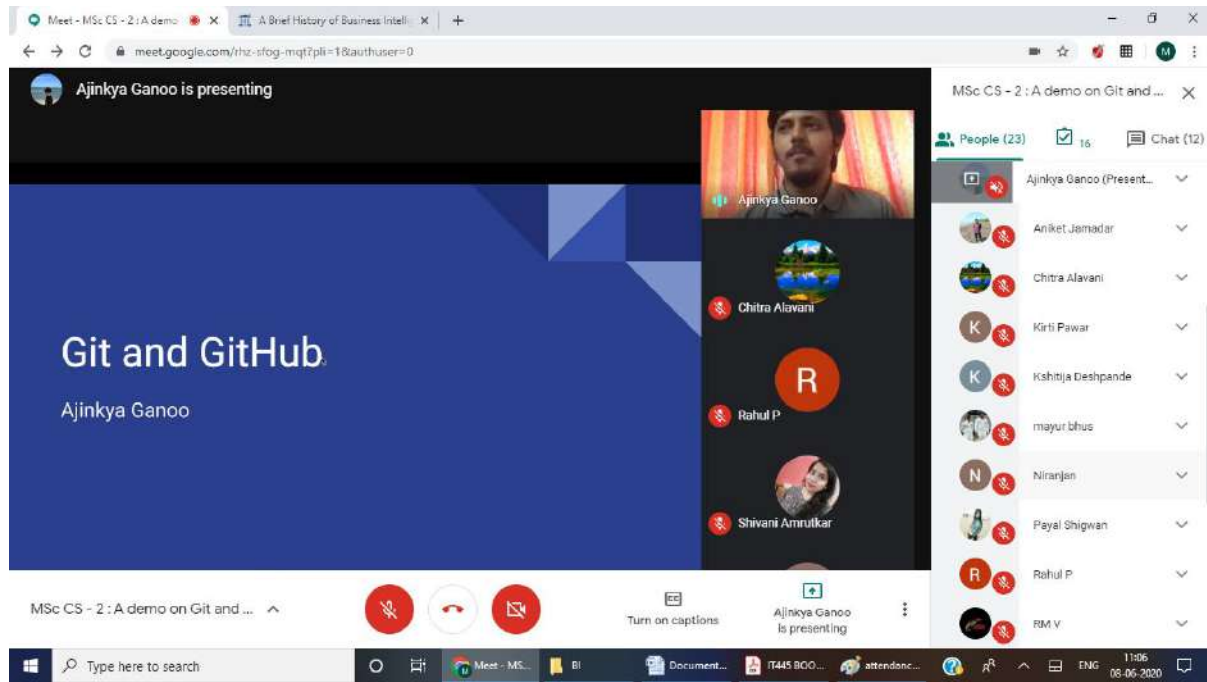 Meet - MSc CS - 2 : A demo
A Brief History of Business Intelli
meet.google.com/rhz-sfog-mqt?pli=1&authuser=0
M
Ajinkya Ganoo is presenting
MSc CS - 2 : A demo on Git and ...
People (23)
16
Chat (12)
Ajinkya Ganoo
Ajinkya Ganoo (Present...
Aniket Jamadar
Chitra Alavani
Chitra Alavani
K
Kirti Pawar
Git and GitHub
R
K
Kshitija Deshpande
Ajinkya Ganoo
Rahul P
mayur bhus
N
Niranjan
Shivani Amrutkar
Payal Shigwan
R
Rahul P
MSc CS - 2 : A demo on Git and ...
CC
Turn on captions
Ajinkya Ganoo
is presenting
RM V
Type here to search
Meet - MS...
BI
Document...
IT445 BOO...
attendanc...
ENG
11:06
08-06-2020